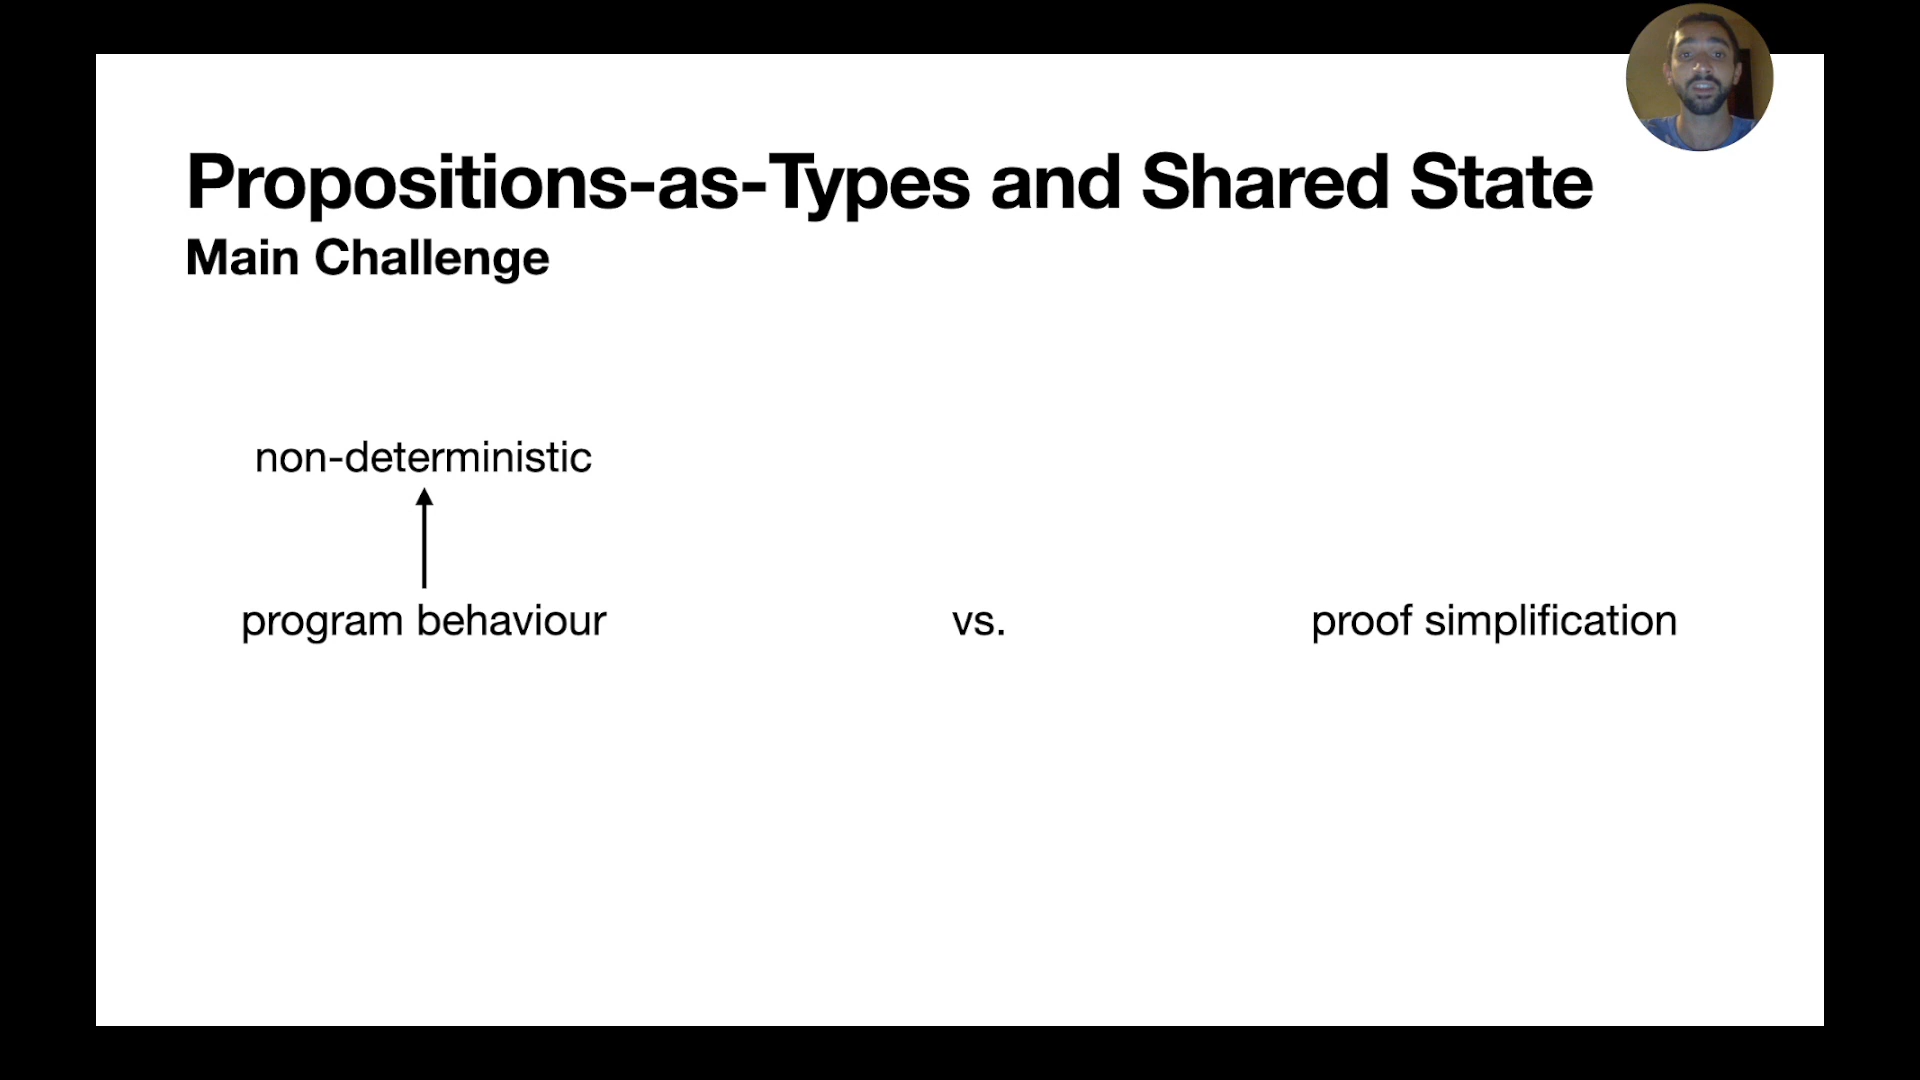 Propositions-as-Types and Shared State
Main Challenge
non-deterministic
program behaviour
vs.
proof simplification